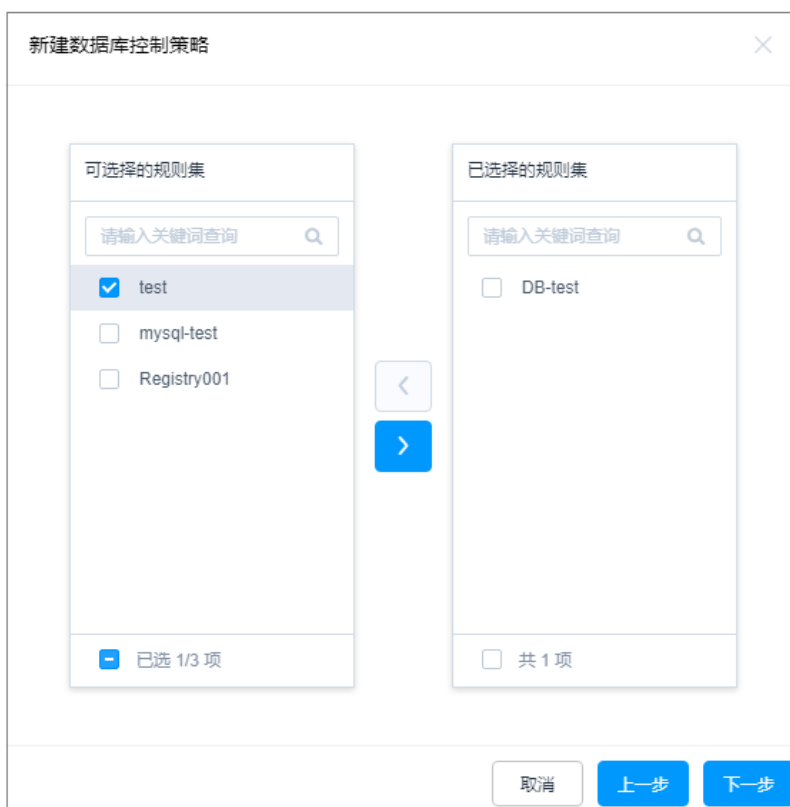 新建数据库控制策略
可选择的规则集
请输入关键词查询
test
mysql-test
Registry001
已选 1/3 项
已选择的规则集
请输入关键词查询
DB-test
共 1 项
取消
上一步
下一步